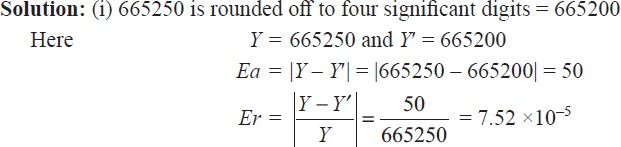 Solution: (i) 665250 is rounded off to four significant digits = 665200
Here Y = 665250 and Y′ = 665200
Ea = |Y – Y′| = |665250 – 665200| = 50
Er = |Y – Y′ / Y| = 50 / 665250 = 7.52 ×10⁻⁵